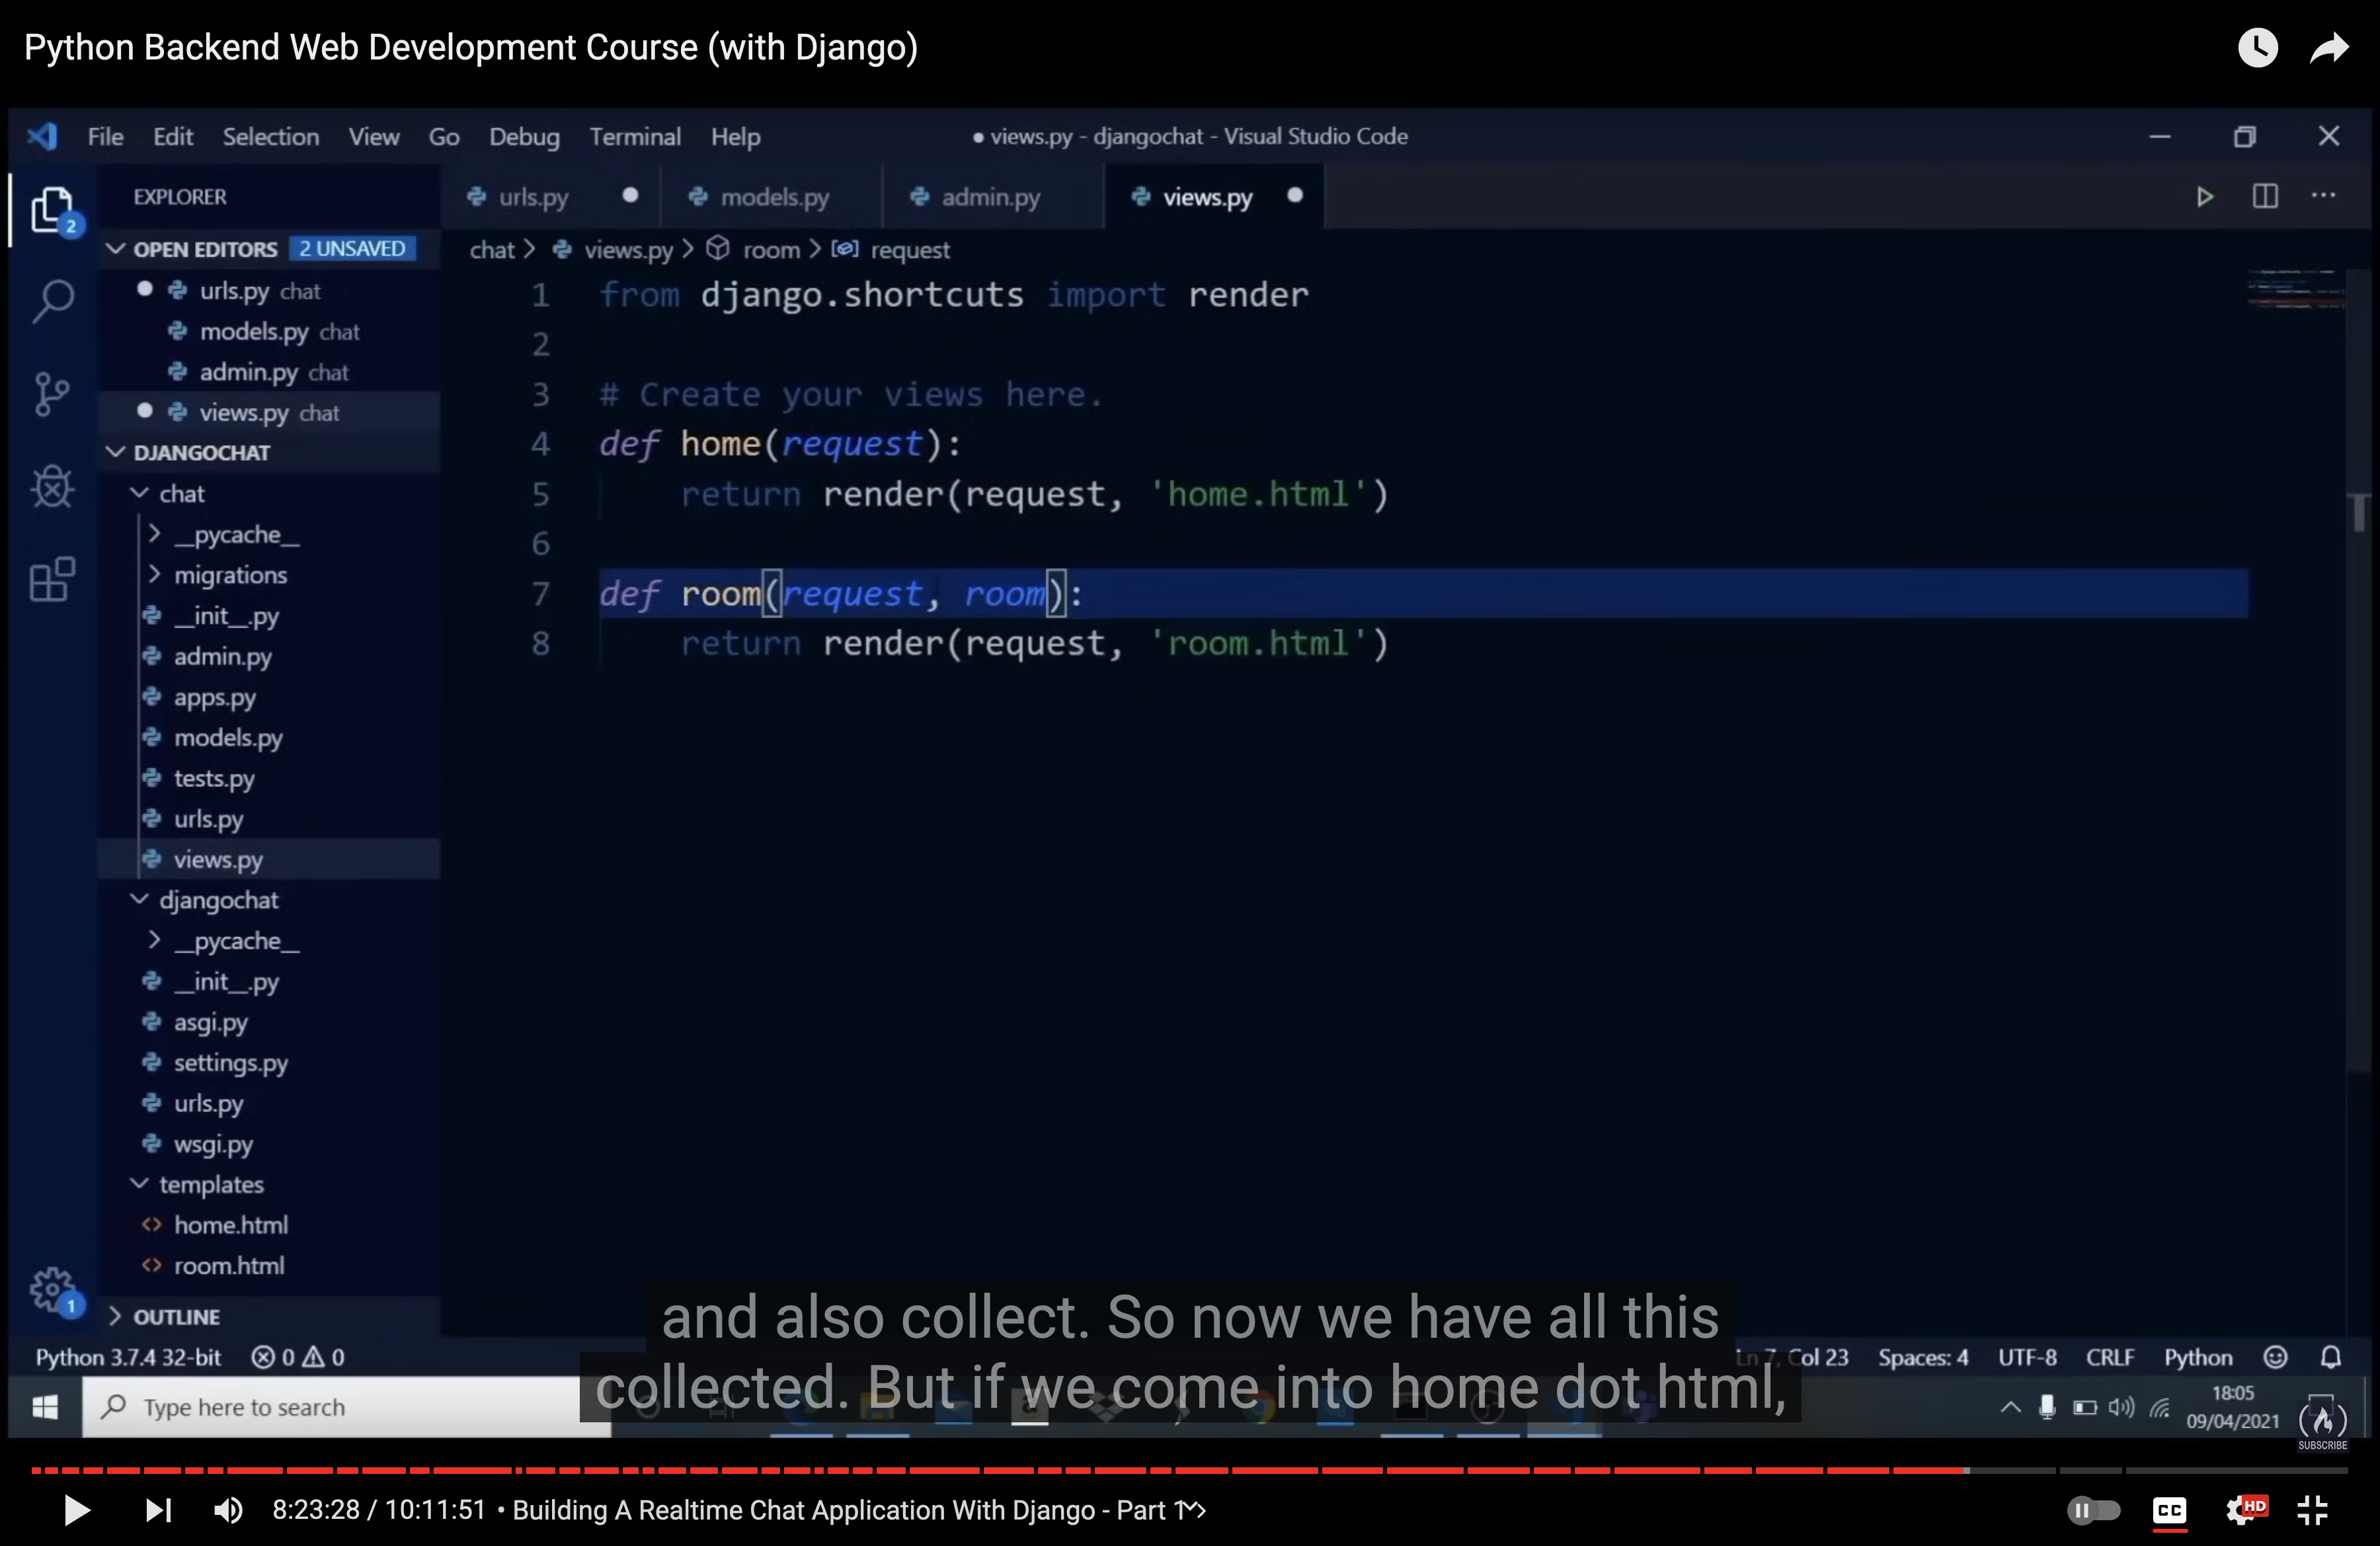 Python Backend Web Development Course (with Django)
File Edit Selection View Go Debug Terminal Help
● views.py - djangochat - Visual Studio Code
EXPLORER
urls.py
models.py
admin.py
views.py
OPEN EDITORS 2 UNSAVED
chat > views.py > room > request
urls.py chat
models.py chat
admin.py chat
views.py chat
DJANGOCHAT
chat
__pycache__
migrations
__init__.py
admin.py
apps.py
models.py
tests.py
urls.py
views.py
djangochat
__pycache__
__init__.py
asgi.py
settings.py
urls.py
wsgi.py
templates
home.html
room.html
OUTLINE
2
1
1 from django.shortcuts import render
2
3 # Create your views here.
4 def home(request):
5 return render(request, 'home.html')
6
7 def room(request, room):
8 return render(request, 'room.html')
and also collect. So now we have all this
collected. But if we come into home dot html,
Python 3.7.4 32-bit 0 0
Ln 7, Col 23 Spaces: 4 UTF-8 CRLF Python
Type here to search
18:05
09/04/2021
SUBSCRIBE
8:23:28 / 10:11:51 • Building A Realtime Chat Application With Django - Part 1
CC
HD